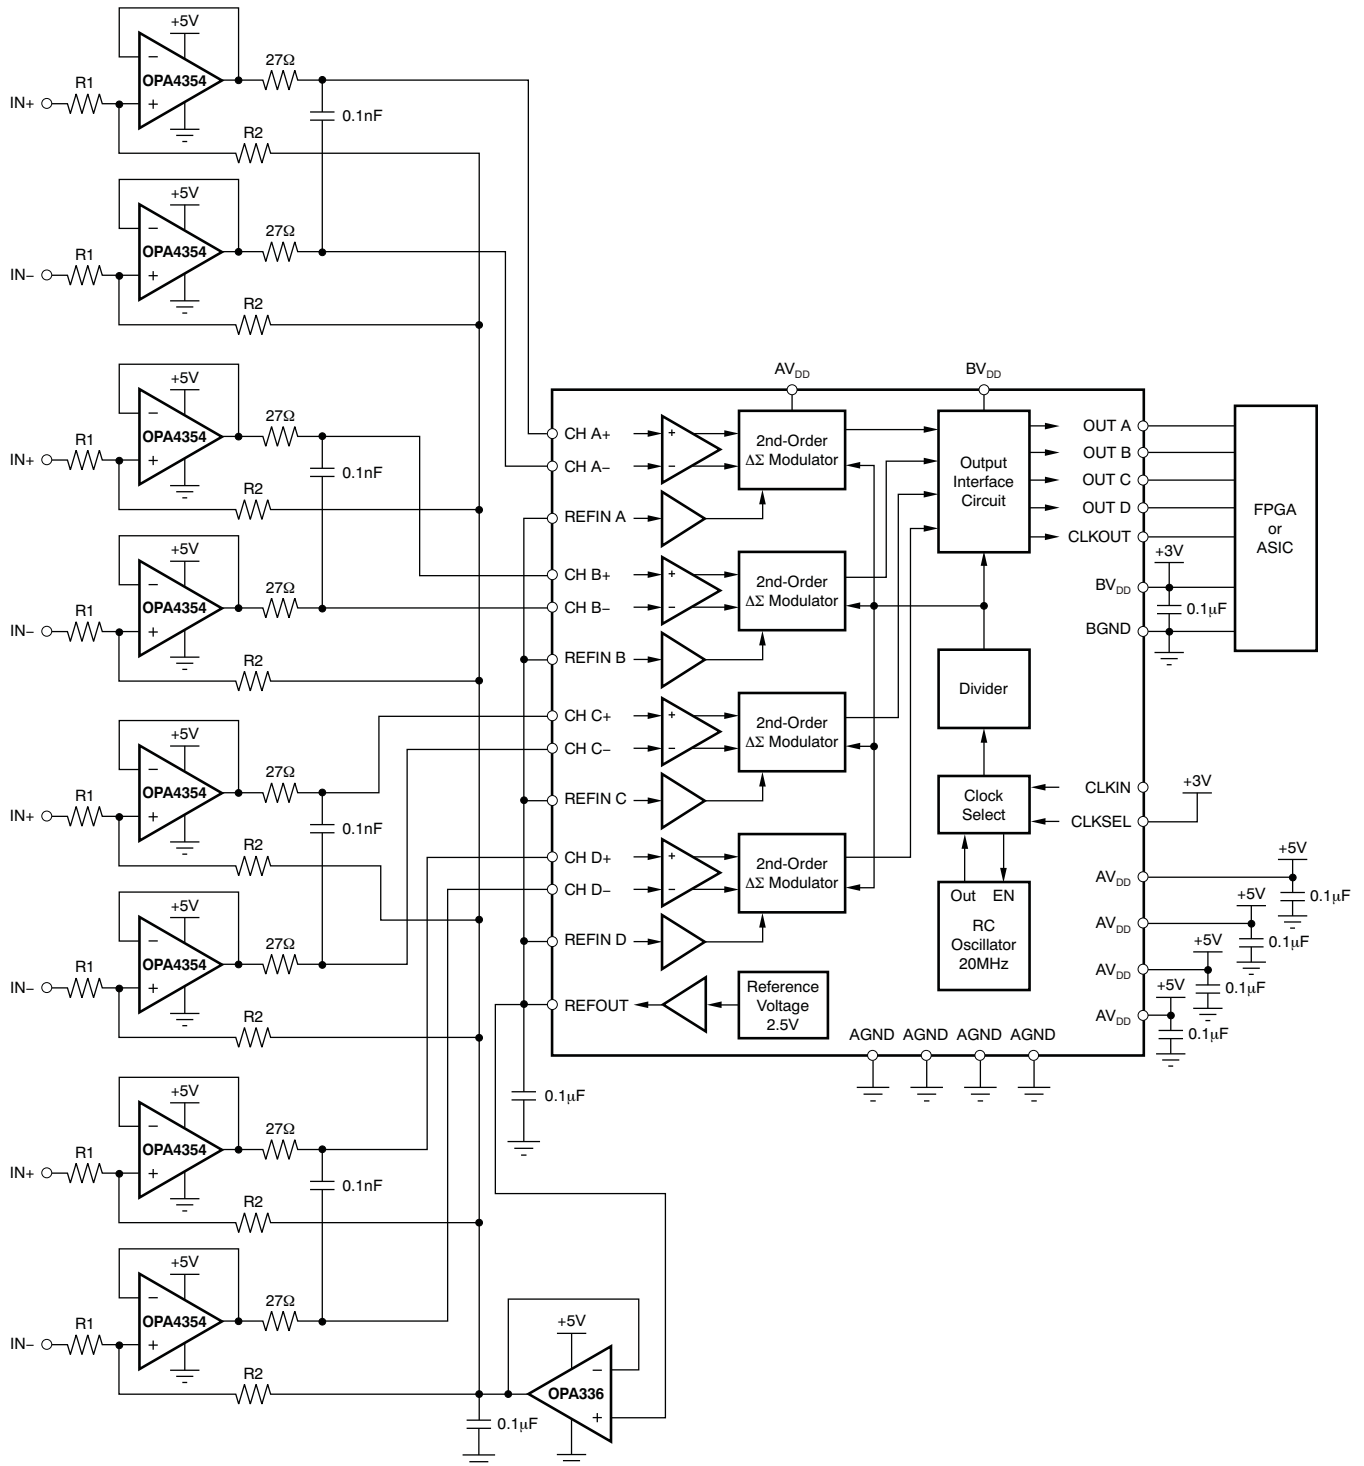 +5V
OPA4354
27Ω
R1
IN+
−
+
0.1nF
R2
+5V
OPA4354
27Ω
R1
IN−
−
+
R2
+5V
OPA4354
27Ω
R1
IN+
−
+
0.1nF
R2
+5V
OPA4354
27Ω
R1
IN−
−
+
R2
+5V
OPA4354
27Ω
R1
IN+
−
+
0.1nF
R2
+5V
OPA4354
27Ω
R1
IN−
−
+
R2
+5V
OPA4354
27Ω
R1
IN+
−
+
0.1nF
R2
+5V
OPA4354
27Ω
R1
IN−
−
+
R2
0.1μF
+5V
OPA336
−
+
0.1μF
AVDD
BVDD
CH A+
CH A−
REFIN A
CH B+
CH B−
REFIN B
CH C+
CH C−
REFIN C
CH D+
CH D−
REFIN D
REFOUT
+
−
2nd-Order
ΔΣ Modulator
+
−
2nd-Order
ΔΣ Modulator
+
−
2nd-Order
ΔΣ Modulator
+
−
2nd-Order
ΔΣ Modulator
Reference
Voltage
2.5V
Output
Interface
Circuit
Divider
Clock
Select
Out EN
RC
Oscillator
20MHz
OUT A
OUT B
OUT C
OUT D
CLKOUT
BVDD
BGND
+3V
0.1μF
FPGA
or
ASIC
CLKIN
CLKSEL
+3V
AVDD
+5V
0.1μF
AVDD
+5V
0.1μF
AVDD
+5V
0.1μF
AVDD
+5V
0.1μF
AGND AGND AGND AGND